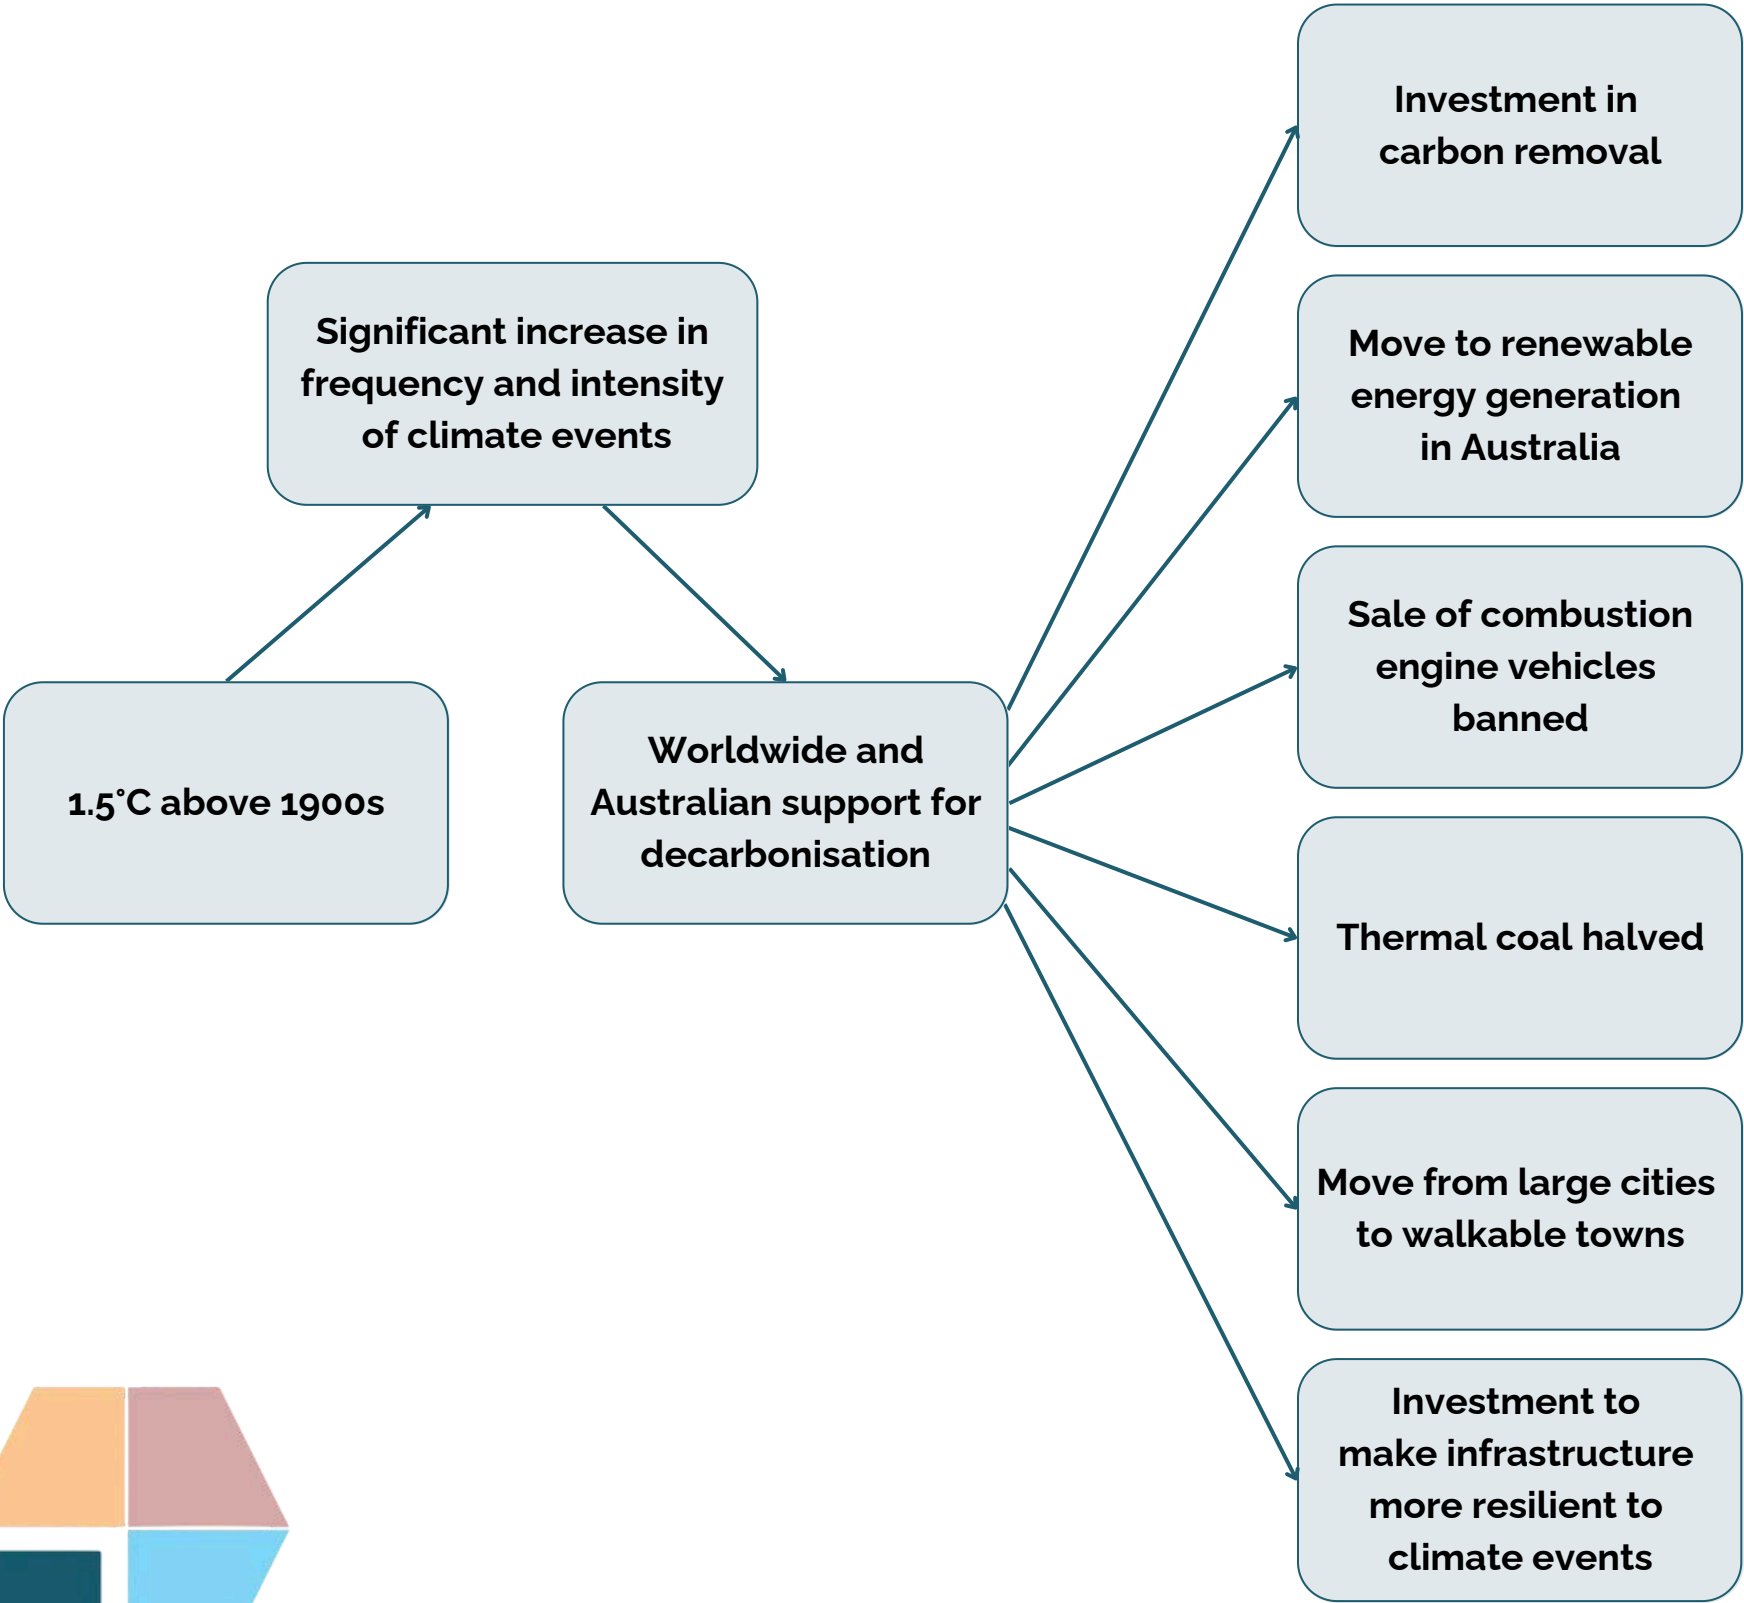 Significant increase in
frequency and intensity
of climate events
1.5°C above 1900s
Worldwide and
Australian support for
decarbonisation
Investment in
carbon removal
Move to renewable
energy generation
in Australia
Sale of combustion
engine vehicles
banned
Thermal coal halved
Move from large cities
to walkable towns
Investment to
make infrastructure
more resilient to
climate events